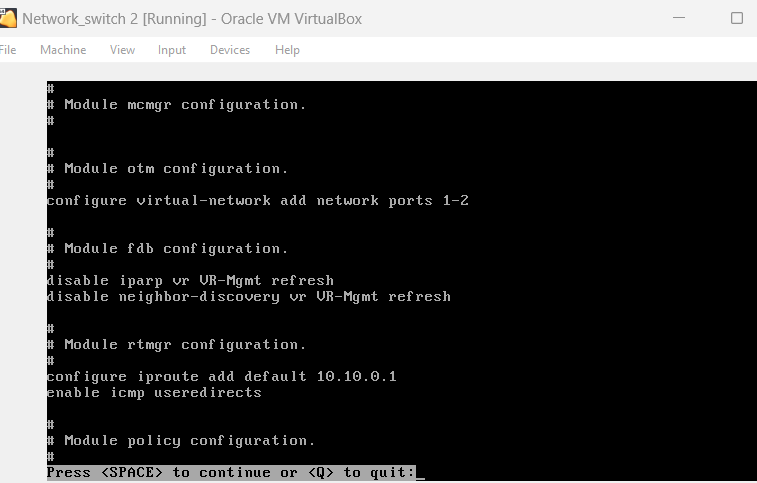 Network_switch 2 [Running] - Oracle VM VirtualBox
File Machine View Input Devices Help
#
# Module mcmgr configuration.
#
#
# Module otm configuration.
#
configure virtual-network add network ports 1-2
#
# Module fdb configuration.
#
disable iparp vr VR-Mgmt refresh
disable neighbor-discovery vr VR-Mgmt refresh
#
# Module rtmgr configuration.
#
configure iproute add default 10.10.0.1
enable icmp useredirects
#
# Module policy configuration.
#
Press <SPACE> to continue or <Q> to quit:_